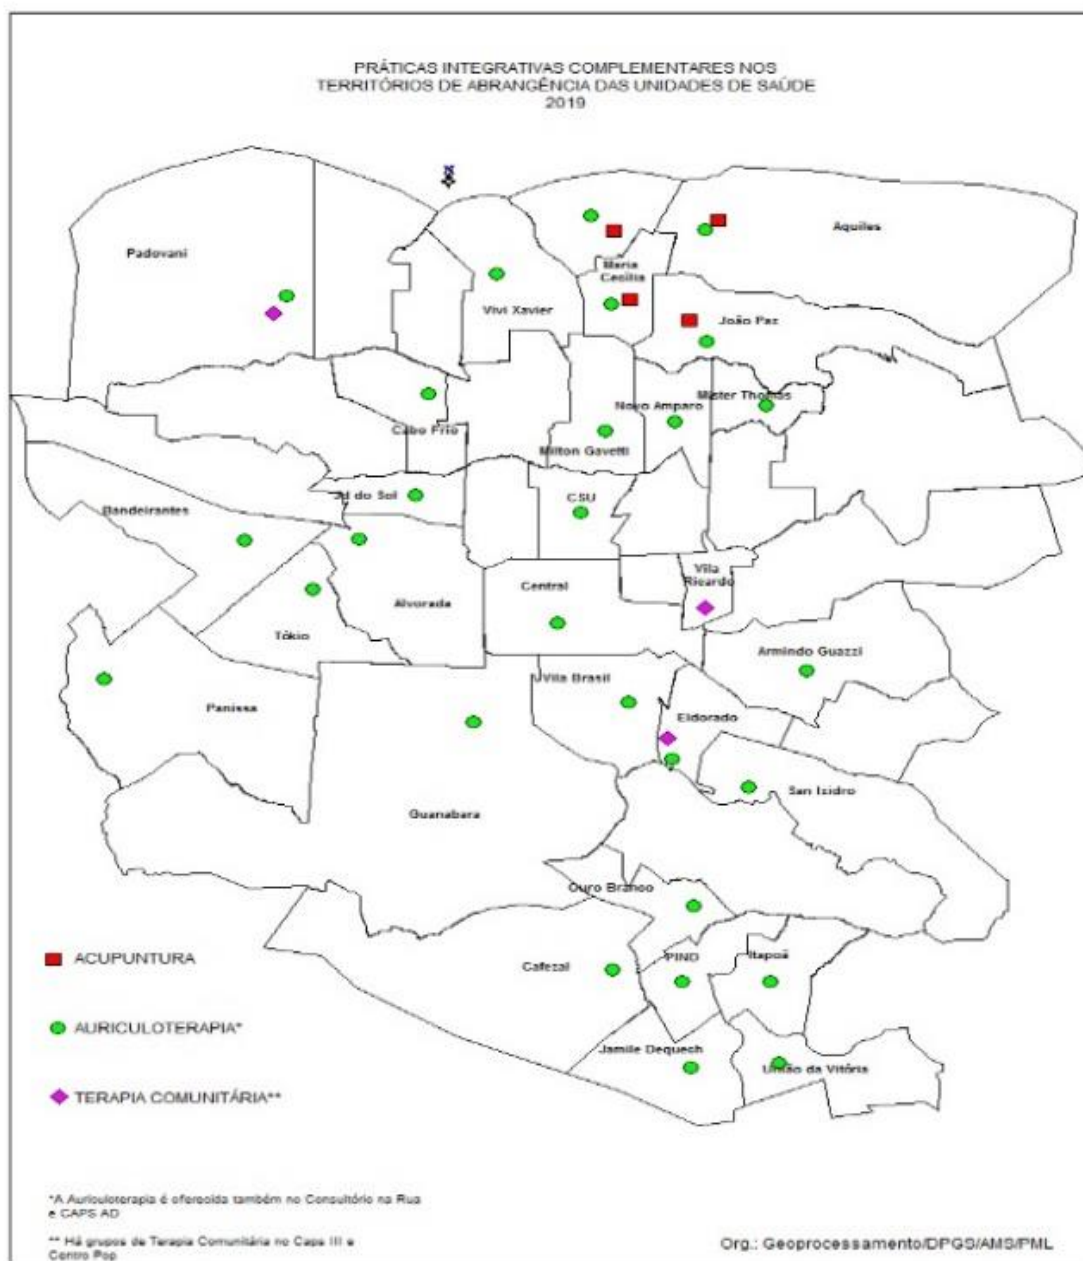 PRÁTICAS INTEGRATIVAS COMPLEMENTARES NOS
TERRITÓRIOS DE ABRANGÊNCIA DAS UNIDADES DE SAÚDE
2019
Padovani
Aquiles
Maria
Cecília
Vivi Xavier
João Paz
Mister Thomas
Novo Amparo
Cabo Frio
Milton Gavetti
Jd do Sol
CSU
Bandeirantes
Vila
Ricardo
Central
Alvorada
Tókio
Armindo Guazzi
Vila Brasil
Panissa
Eldorado
San Isidro
Guanabara
Ouro Branco
Cafezal
PIND
Itapoã
Jamile Dequech
União da Vitória
ACUPUNTURA
AURICULOTERAPIA*
TERAPIA COMUNITÁRIA**
*A Auriculoterapia é oferecida também no Consultório na Rua
e CAPS AD
** Há grupos de Terapia Comunitária no Caps III e
Centro Pop
Org.: Geoprocessamento/DPGS/AMS/PML